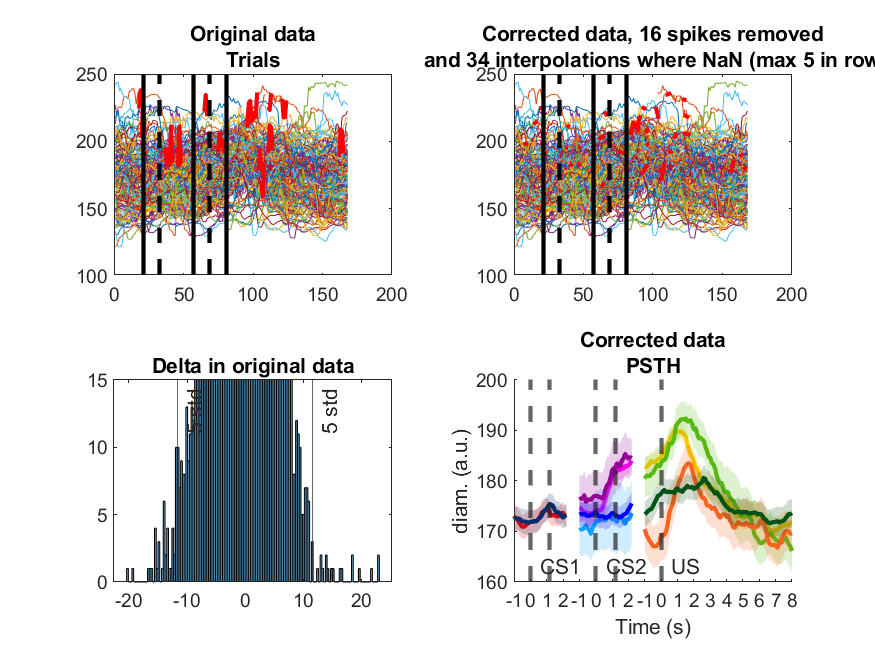 Original data
Trials
250
200
150
100
0
50
100
150
200
Corrected data, 16 spikes removed
and 34 interpolations where NaN (max 5 in row
250
200
150
100
0
50
100
150
200
Delta in original data
15
10
5
0
5 std
5 std
-20
-10
0
10
20
Corrected data
PSTH
200
190
180
170
160
diam. (a.u.)
CS1
CS2
US
-1 0 1 2 -1 0 1 2 -1 0 1 2 3 4 5 6 7 8
Time (s)